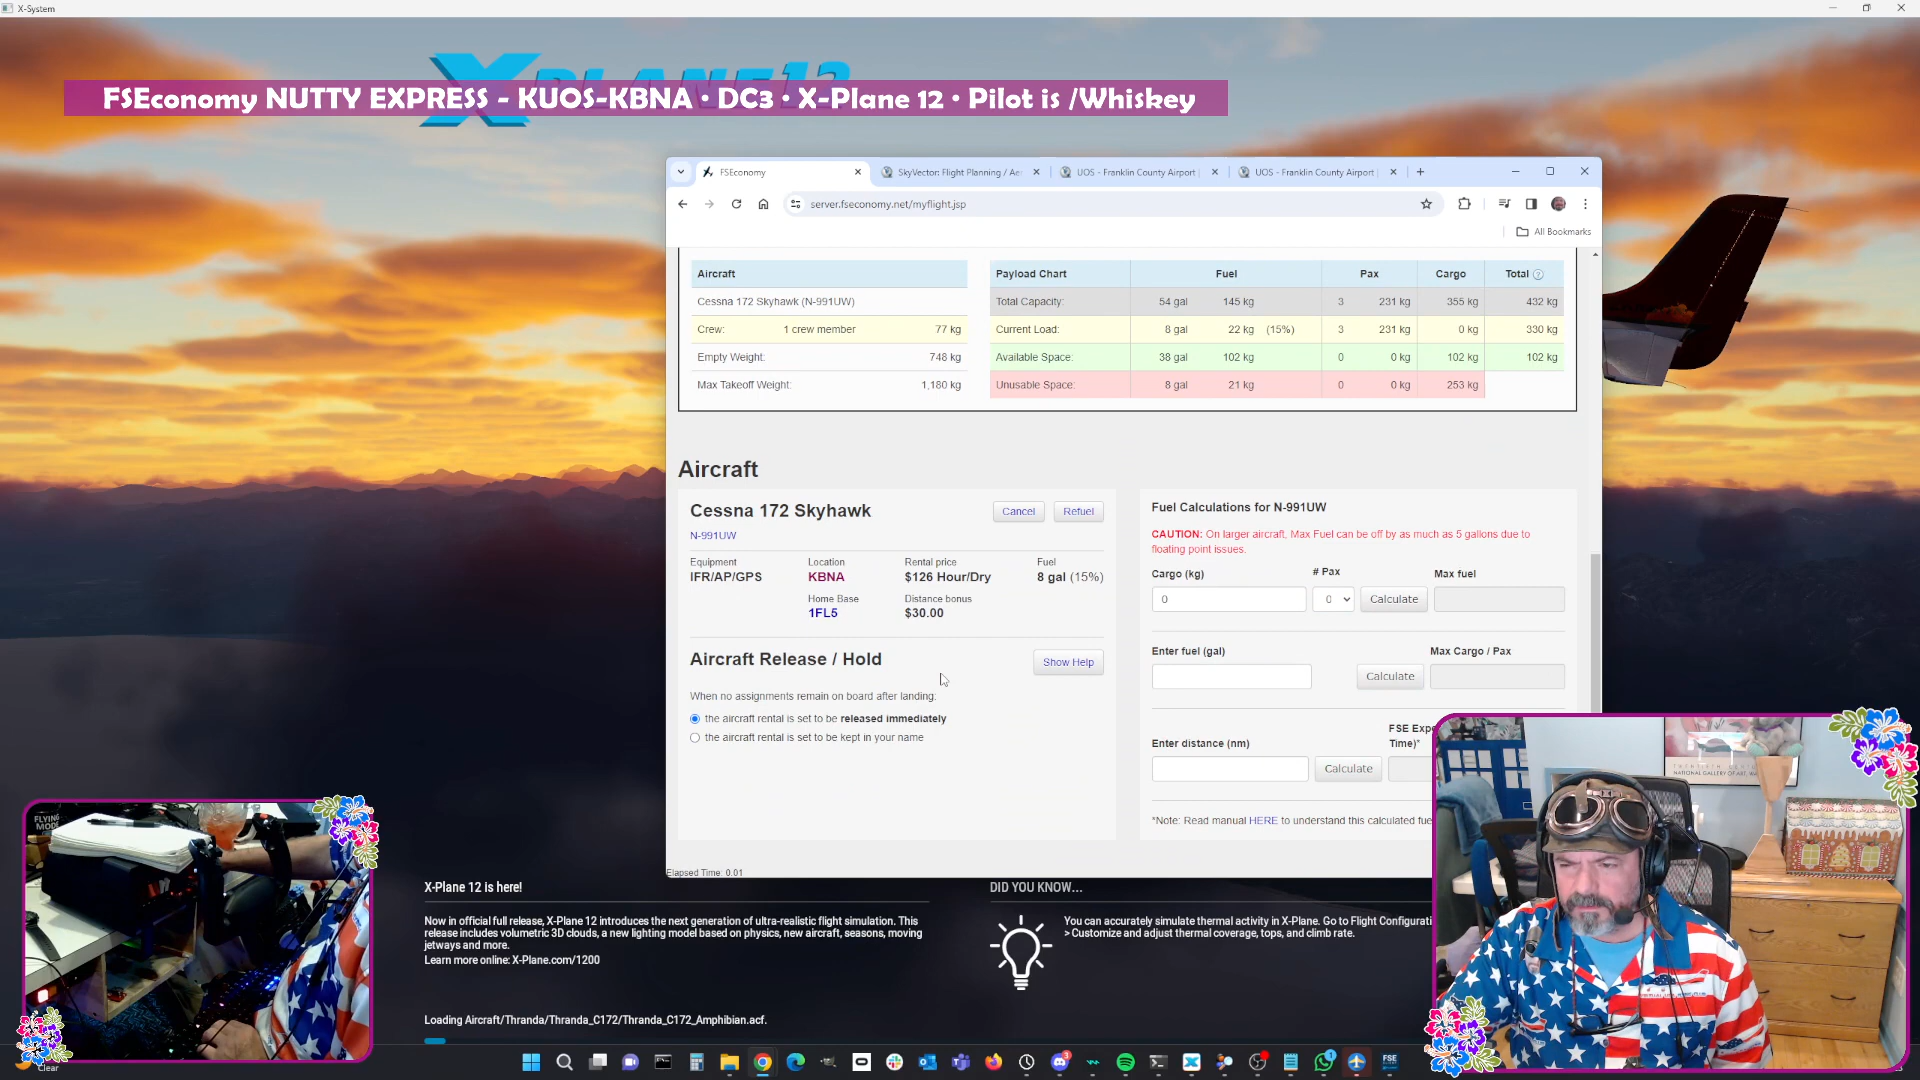 X-System
X PLANE 12
FSEconomy NUTTY EXPRESS - KUOS-KBNA • DC3 • X-Plane 12 • Pilot is /Whiskey
FSEconomy
SkyVector: Flight Planning / Ae
UOS - Franklin County Airport
UOS - Franklin County Airport
server.fseconomy.net/myflight.jsp
All Bookmarks
Aircraft
Cessna 172 Skyhawk (N-991UW)
Crew: 1 crew member 77 kg
Empty Weight: 748 kg
Max Takeoff Weight: 1,180 kg
Payload Chart Fuel Pax Cargo Total
Total Capacity: 54 gal 145 kg 3 231 kg 355 kg 432 kg
Current Load: 8 gal 22 kg (15%) 3 231 kg 0 kg 330 kg
Available Space: 38 gal 102 kg 0 0 kg 102 kg 102 kg
Unusable Space: 8 gal 21 kg 0 0 kg 253 kg
Aircraft
Cessna 172 Skyhawk Cancel Refuel
N-991UW
Equipment Location Rental price Fuel
IFR/AP/GPS KBNA $126 Hour/Dry 8 gal (15%)
Home Base Distance bonus
1FL5 $30.00
Aircraft Release / Hold Show Help
When no assignments remain on board after landing:
the aircraft rental is set to be released immediately
the aircraft rental is set to be kept in your name
Fuel Calculations for N-991UW
CAUTION: On larger aircraft, Max Fuel can be off by as much as 5 gallons due to
floating point issues.
Cargo (kg) # Pax Max fuel
0 0 Calculate
Enter fuel (gal) Max Cargo / Pax
Calculate
FSE Exp
Enter distance (nm) Time)*
Calculate
*Note: Read manual HERE to understand this calculated fue
Elapsed Time: 0.01
X-Plane 12 is here!
Now in official full release, X-Plane 12 introduces the next generation of ultra-realistic flight simulation. This
release includes volumetric 3D clouds, a new lighting model based on physics, new aircraft, seasons, moving
jetways and more.
Learn more online: X-Plane.com/1200
DID YOU KNOW...
You can accurately simulate thermal activity in X-Plane. Go to Flight Configurati
> Customize and adjust thermal coverage, tops, and climb rate.
Loading Aircraft/Thranda/Thranda_C172/Thranda_C172_Amphibian.acf.
FLYING
MODE
NATIONAL GALLERY OF ART, WA
Clear
3
1
FSE